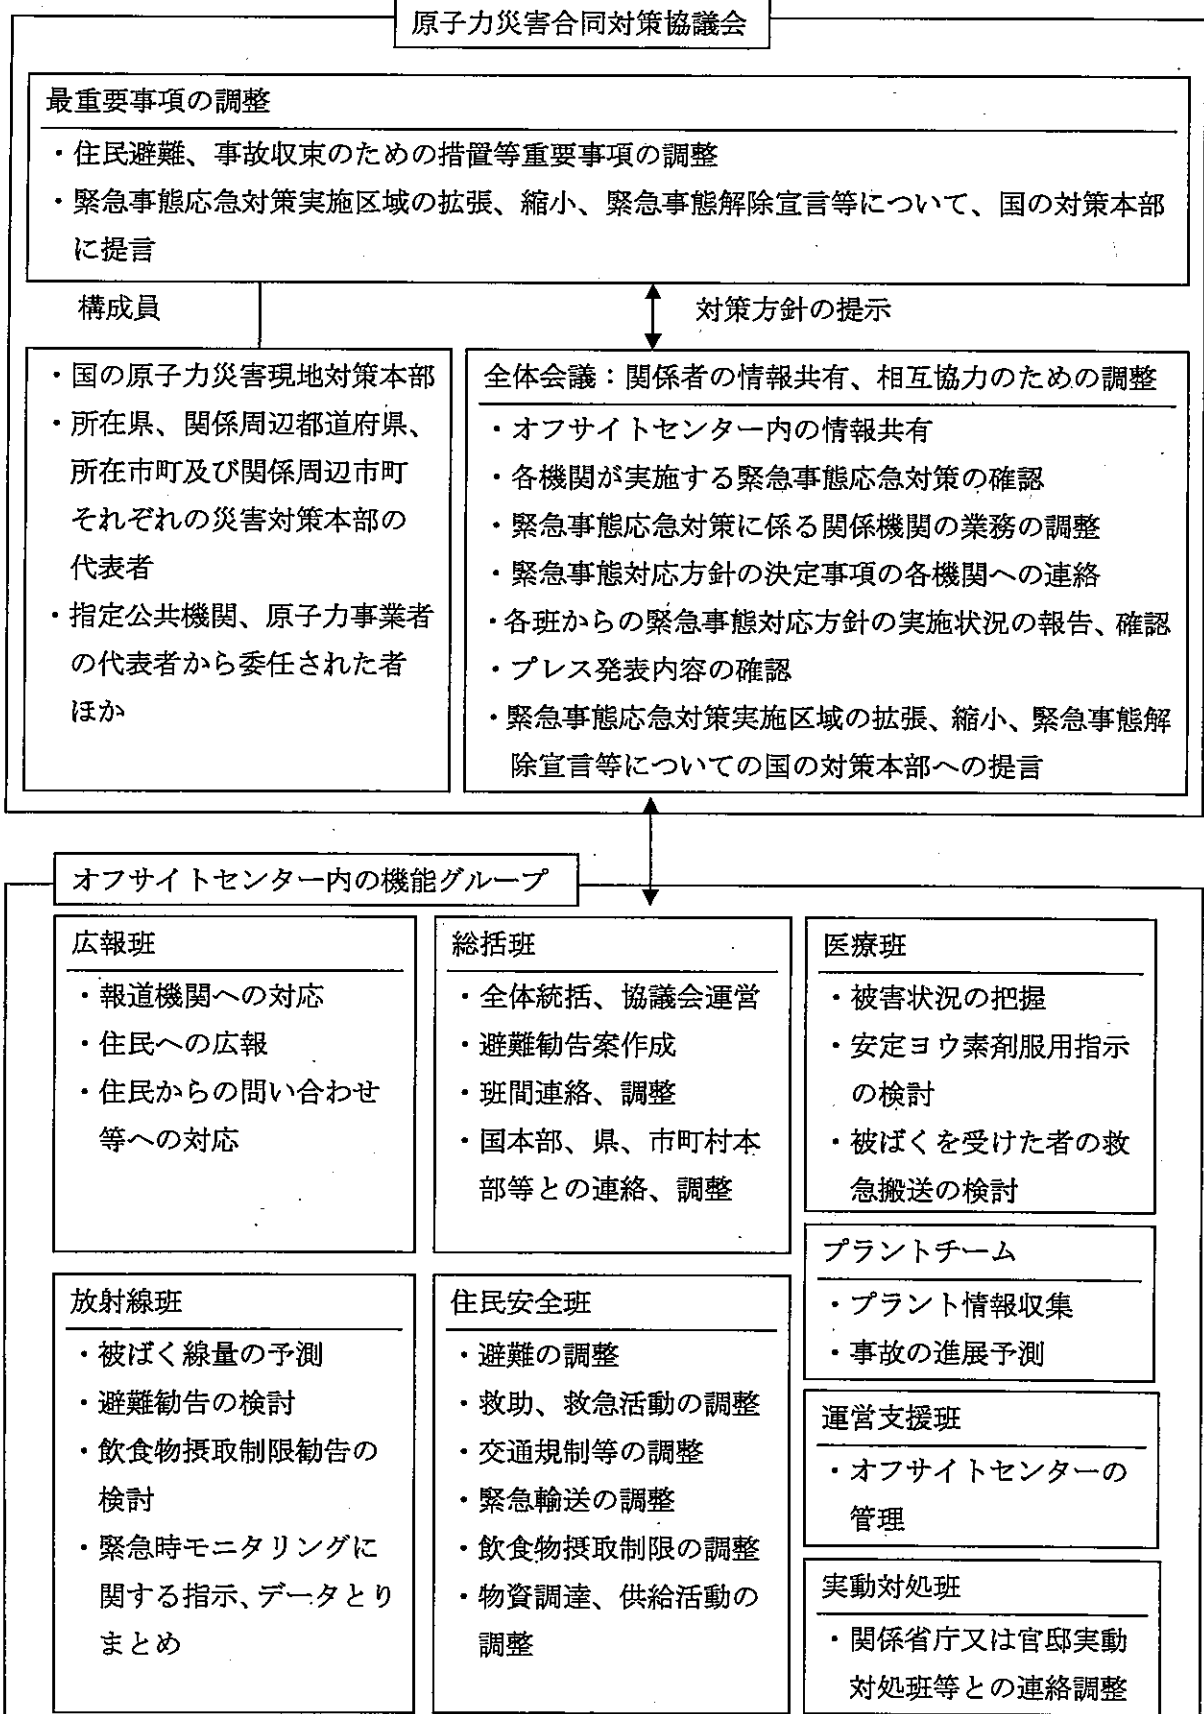 原子力災害合同対策協議会
最重要事項の調整
・住民避難、事故収束のための措置等重要事項の調整
・緊急事態応急対策実施区域の拡張、縮小、緊急事態解除宣言等について、国の対策本部
に提言
構成員
対策方針の提示
・国の原子力災害現地対策本部
・所在県、関係周辺都道府県、
所在市町及び関係周辺市町
それぞれの災害対策本部の
代表者
・指定公共機関、原子力事業者
の代表者から委任された者
ほか
全体会議：関係者の情報共有、相互協力のための調整
・オフサイトセンター内の情報共有
・各機関が実施する緊急事態応急対策の確認
・緊急事態応急対策に係る関係機関の業務の調整
・緊急事態対応方針の決定事項の各機関への連絡
・各班からの緊急事態対応方針の実施状況の報告、確認
・プレス発表内容の確認
・緊急事態応急対策実施区域の拡張、縮小、緊急事態解
除宣言等についての国の対策本部への提言
オフサイトセンター内の機能グループ
広報班
・報道機関への対応
・住民への広報
・住民からの問い合わせ
等への対応
総括班
・全体統括、協議会運営
・避難勧告案作成
・班間連絡、調整
・国本部、県、市町村本
部等との連絡、調整
医療班
・被害状況の把握
・安定ヨウ素剤服用指示
の検討
・被ばくを受けた者の救
急搬送の検討
放射線班
・被ばく線量の予測
・避難勧告の検討
・飲食物摂取制限勧告の
検討
・緊急時モニタリングに
関する指示、データとり
まとめ
住民安全班
・避難の調整
・救助、救急活動の調整
・交通規制等の調整
・緊急輸送の調整
・飲食物摂取制限の調整
・物資調達、供給活動の
調整
プラントチーム
・プラント情報収集
・事故の進展予測
運営支援班
・オフサイトセンターの
管理
実動対処班
・関係省庁又は官邸実動
対処班等との連絡調整